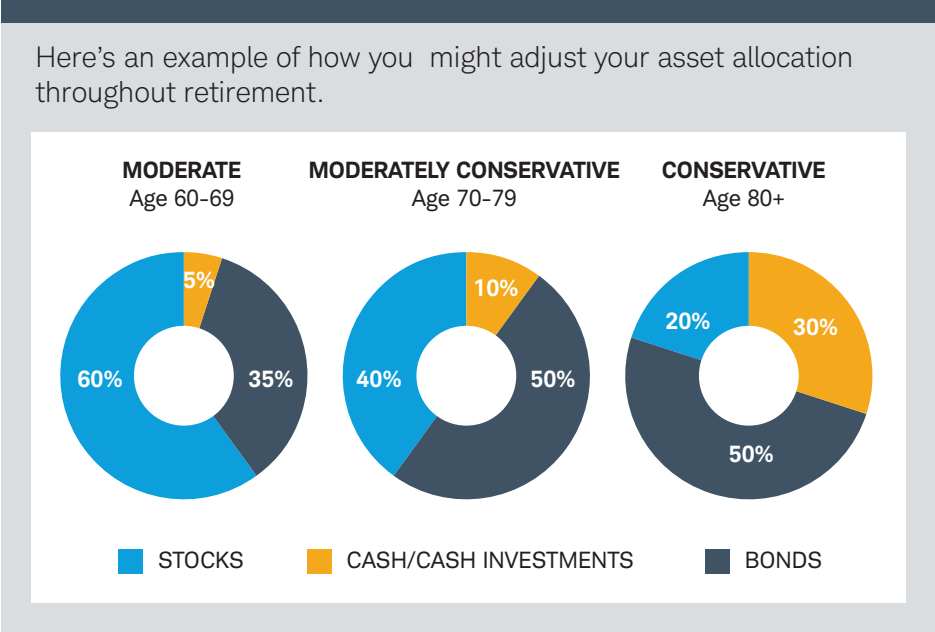 Here's an example of how you  might adjust your asset allocation
throughout retirement.
MODERATE
Age 60-69
5%
60%
35%
MODERATELY CONSERVATIVE
Age 70-79
10%
40%
50%
CONSERVATIVE
Age 80+
20%
30%
50%
STOCKS
CASH/CASH INVESTMENTS
BONDS